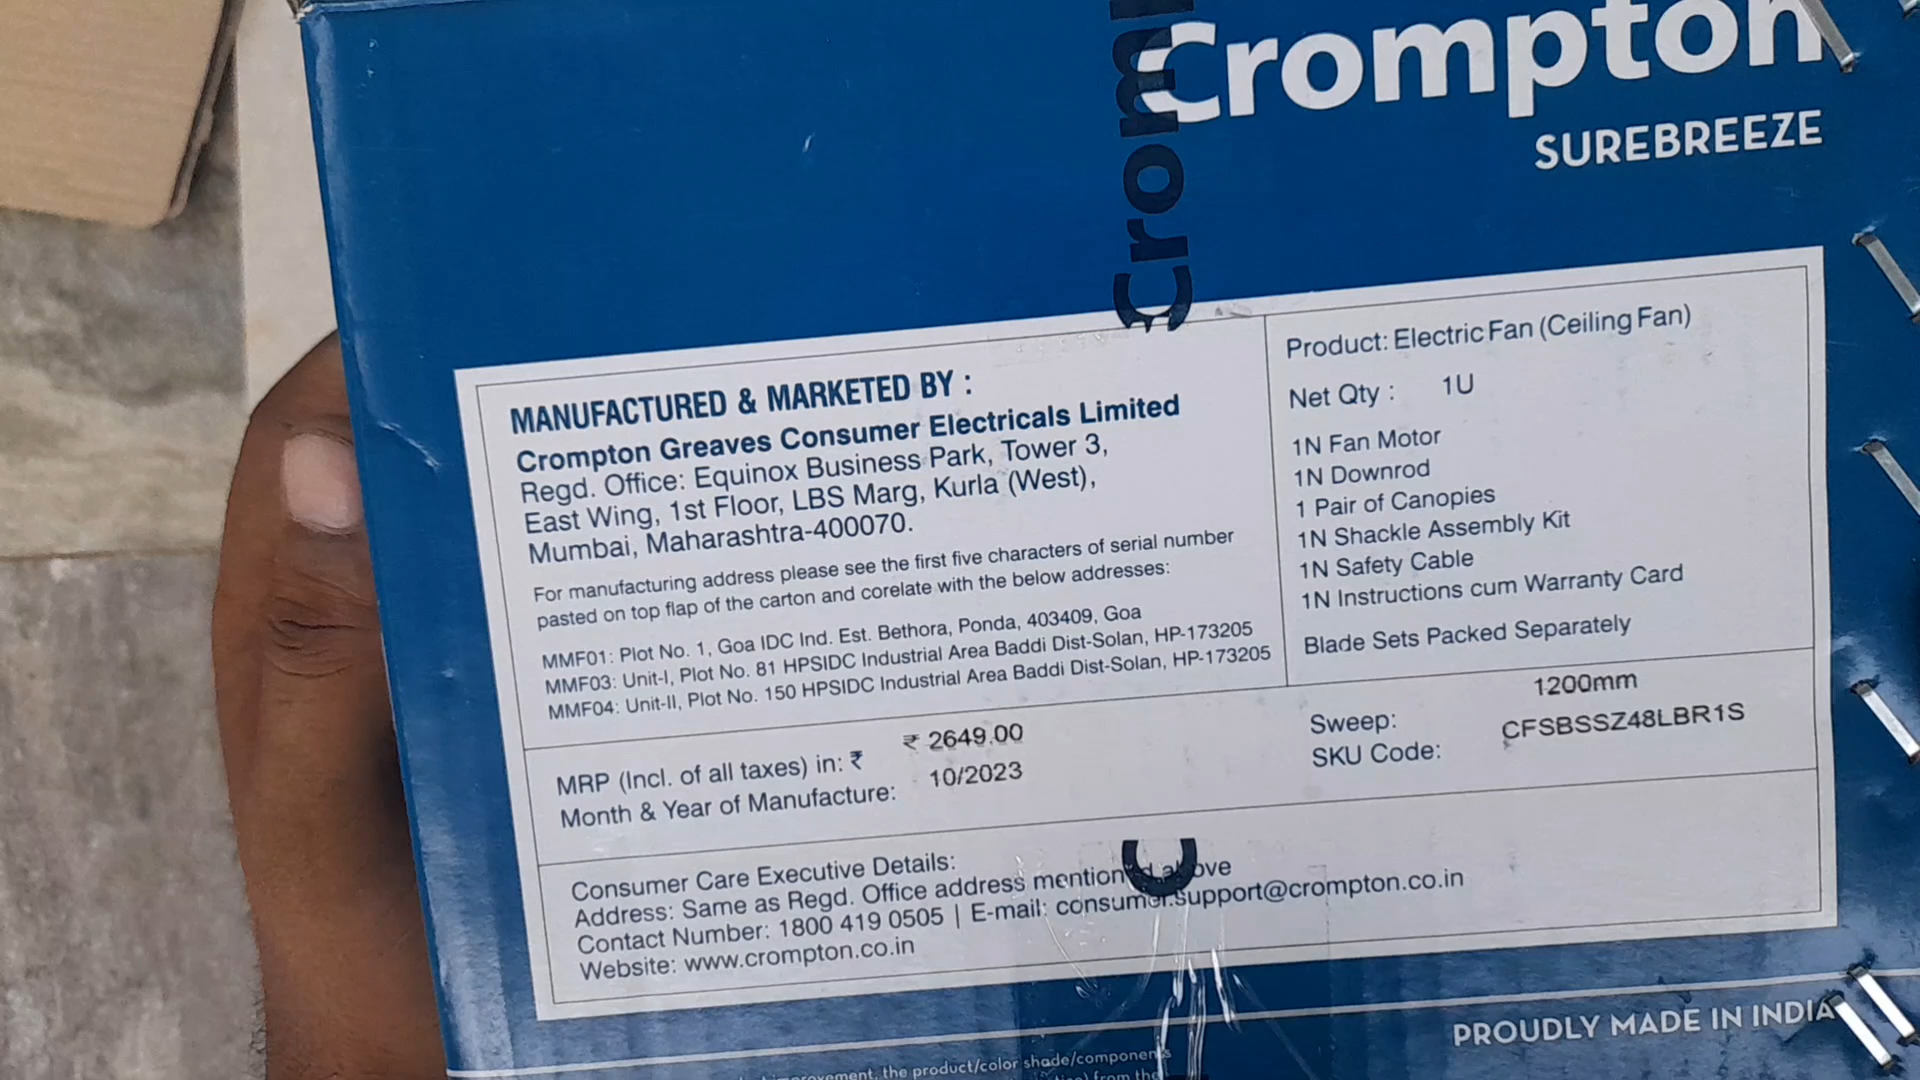 Crompton
SUREBREEZE
Crom
Crom
MANUFACTURED & MARKETED BY :
Crompton Greaves Consumer Electricals Limited
Regd. Office: Equinox Business Park, Tower 3,
East Wing, 1st Floor, LBS Marg, Kurla (West),
Mumbai, Maharashtra-400070.
For manufacturing address please see the first five characters of serial number
pasted on top flap of the carton and corelate with the below addresses:
MMF01: Plot No. 1, Goa IDC Ind. Est. Bethora, Ponda, 403409, Goa
MMF03: Unit-I, Plot No. 81 HPSIDC Industrial Area Baddi Dist-Solan, HP-173205
MMF04: Unit-II, Plot No. 150 HPSIDC Industrial Area Baddi Dist-Solan, HP-173205
Product: Electric Fan (Ceiling Fan)
Net Qty : 1U
1N Fan Motor
1N Downrod
1 Pair of Canopies
1N Shackle Assembly Kit
1N Safety Cable
1N Instructions cum Warranty Card
Blade Sets Packed Separately
MRP (Incl. of all taxes) in: ₹ ₹ 2649.00
Month & Year of Manufacture: 10/2023
Sweep: 1200mm
SKU Code: CFSBSSZ48LBR1S
Consumer Care Executive Details:
Address: Same as Regd. Office address mentioned above
Contact Number: 1800 419 0505 | E-mail: consumer.support@crompton.co.in
Website: www.crompton.co.in
PROUDLY MADE IN INDIA
the product/color shade/components
from the